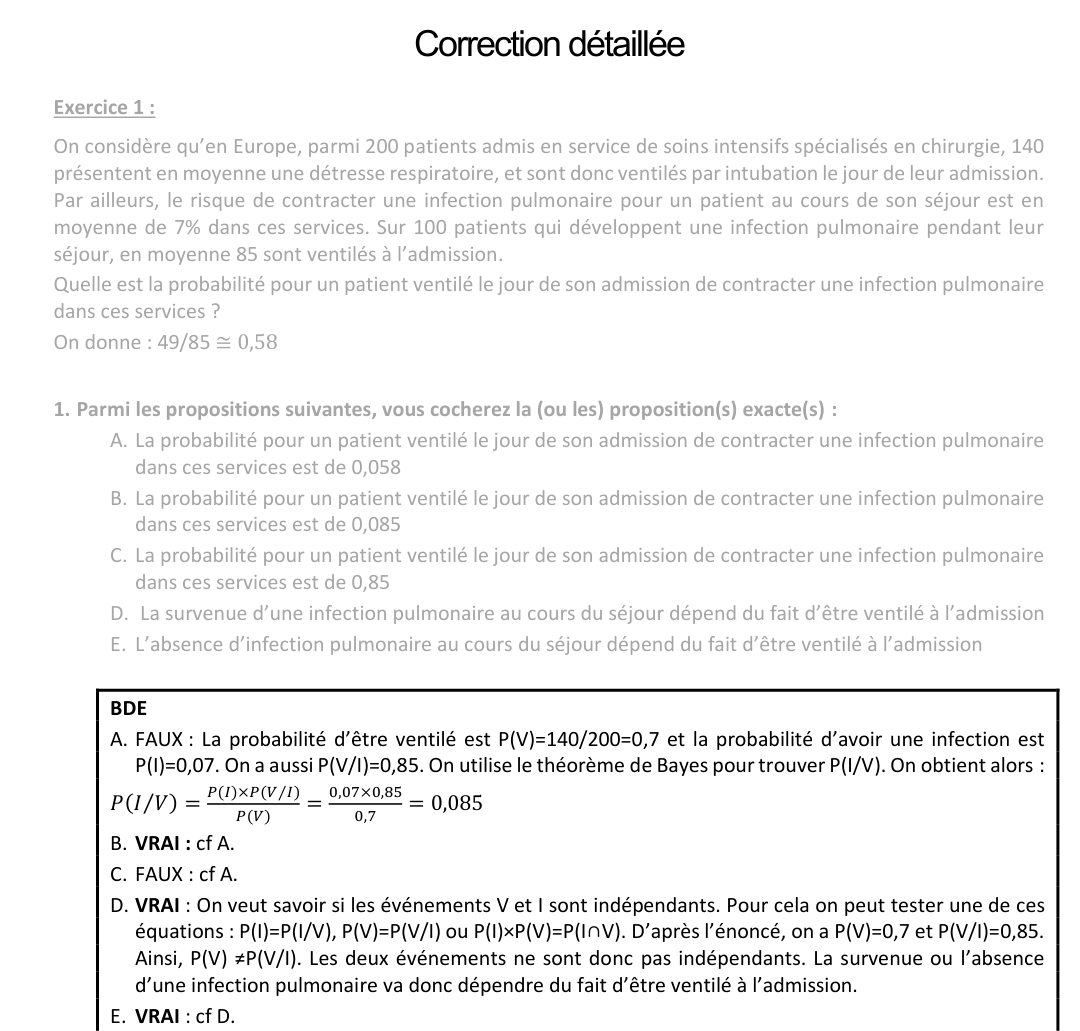 Correction détaillée
Exercice 1 :
On considère qu’en Europe, parmi 200 patients admis en service de soins intensifs spécialisés en chirurgie, 140
présentent en moyenne une détresse respiratoire, et sont donc ventilés par intubation le jour de leur admission.
Par ailleurs, le risque de contracter une infection pulmonaire pour un patient au cours de son séjour est en
moyenne de 7% dans ces services. Sur 100 patients qui développent une infection pulmonaire pendant leur
séjour, en moyenne 85 sont ventilés à l’admission.
Quelle est la probabilité pour un patient ventilé le jour de son admission de contracter une infection pulmonaire
dans ces services ?
On donne : 49/85 ≅ 0,58
1. Parmi les propositions suivantes, vous cocherez la (ou les) proposition(s) exacte(s) :
A. La probabilité pour un patient ventilé le jour de son admission de contracter une infection pulmonaire
dans ces services est de 0,058
B. La probabilité pour un patient ventilé le jour de son admission de contracter une infection pulmonaire
dans ces services est de 0,085
C. La probabilité pour un patient ventilé le jour de son admission de contracter une infection pulmonaire
dans ces services est de 0,85
D. La survenue d’une infection pulmonaire au cours du séjour dépend du fait d’être ventilé à l’admission
E. L’absence d’infection pulmonaire au cours du séjour dépend du fait d’être ventilé à l’admission
BDE
A. FAUX : La probabilité d’être ventilé est P(V)=140/200=0,7 et la probabilité d’avoir une infection est
P(I)=0,07. On a aussi P(V/I)=0,85. On utilise le théorème de Bayes pour trouver P(I/V). On obtient alors :
P(I/V) = P(I)×P(V/I) / P(V) = 0,07×0,85 / 0,7 = 0,085
B. VRAI : cf A.
C. FAUX : cf A.
D. VRAI : On veut savoir si les événements V et I sont indépendants. Pour cela on peut tester une de ces
équations : P(I)=P(I/V), P(V)=P(V/I) ou P(I)×P(V)=P(I∩V). D’après l’énoncé, on a P(V)=0,7 et P(V/I)=0,85.
Ainsi, P(V) ≠P(V/I). Les deux événements ne sont donc pas indépendants. La survenue ou l’absence
d’une infection pulmonaire va donc dépendre du fait d’être ventilé à l’admission.
E. VRAI : cf D.